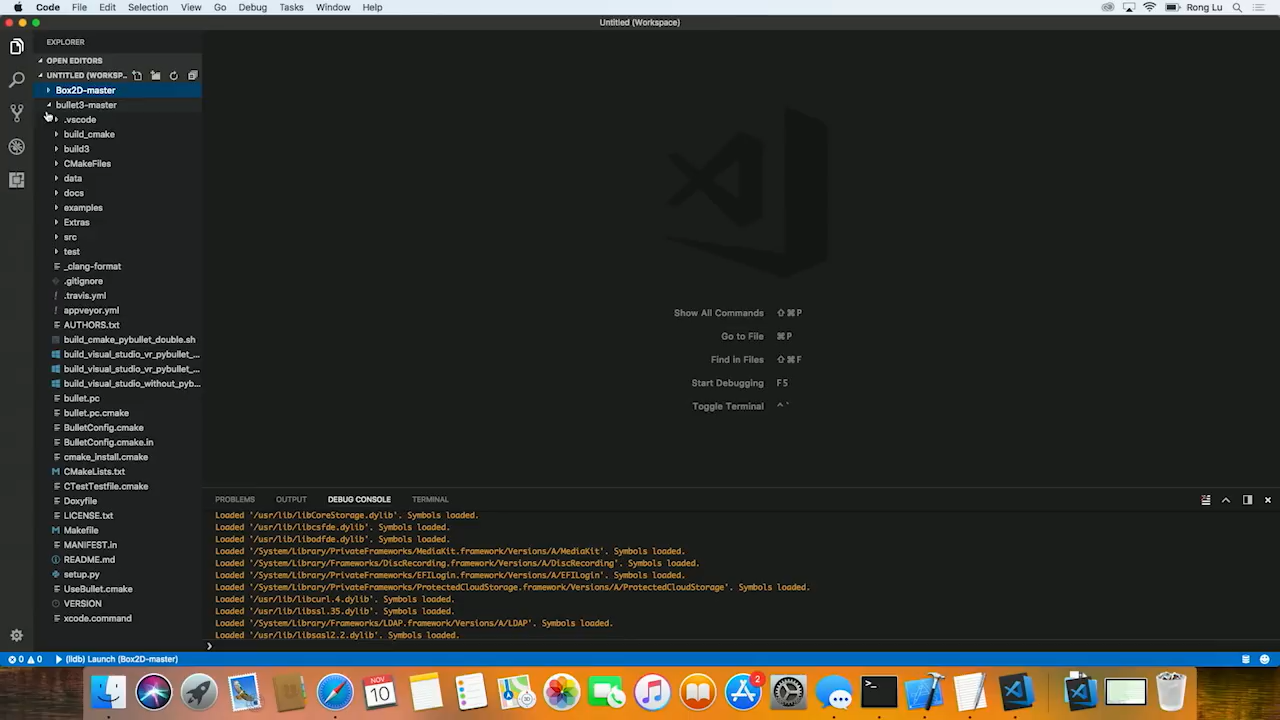 Code File Edit Selection View Go Debug Tasks Window Help Rong Lu
Untitled (Workspace)
EXPLORER
OPEN EDITORS
UNTITLED (WORKSP...
Box2D-master
bullet3-master
.vscode
build_cmake
build3
CMakeFiles
data
docs
examples
Extras
src
test
_clang-format
.gitignore
.travis.yml
appveyor.yml
AUTHORS.txt
build_cmake_pybullet_double.sh
build_visual_studio_vr_pybullet_...
build_visual_studio_vr_pybullet_...
build_visual_studio_without_pyb...
bullet.pc
bullet.pc.cmake
BulletConfig.cmake
BulletConfig.cmake.in
cmake_install.cmake
CMakeLists.txt
CTestTestfile.cmake
Doxyfile
LICENSE.txt
Makefile
MANIFEST.in
README.md
setup.py
UseBullet.cmake
VERSION
xcode.command
Show All Commands ⇧⌘P
Go to File ⌘P
Find in Files ⇧⌘F
Start Debugging F5
Toggle Terminal ^`
PROBLEMS OUTPUT DEBUG CONSOLE TERMINAL
Loaded '/usr/lib/libCoreStorage.dylib'. Symbols loaded.
Loaded '/usr/lib/libcsfde.dylib'. Symbols loaded.
Loaded '/usr/lib/libodfde.dylib'. Symbols loaded.
Loaded '/System/Library/PrivateFrameworks/MediaKit.framework/Versions/A/MediaKit'. Symbols loaded.
Loaded '/System/Library/Frameworks/DiscRecording.framework/Versions/A/DiscRecording'. Symbols loaded.
Loaded '/System/Library/PrivateFrameworks/EFILogin.framework/Versions/A/EFILogin'. Symbols loaded.
Loaded '/System/Library/PrivateFrameworks/ProtectedCloudStorage.framework/Versions/A/ProtectedCloudStorage'. Symbols loaded.
Loaded '/usr/lib/libcurl.4.dylib'. Symbols loaded.
Loaded '/usr/lib/libssl.35.dylib'. Symbols loaded.
Loaded '/System/Library/Frameworks/LDAP.framework/Versions/A/LDAP'. Symbols loaded.
Loaded '/usr/lib/libsasl2.2.dylib'. Symbols loaded.
0 0 (lldb) Launch (Box2D-master)
NOV
10
2